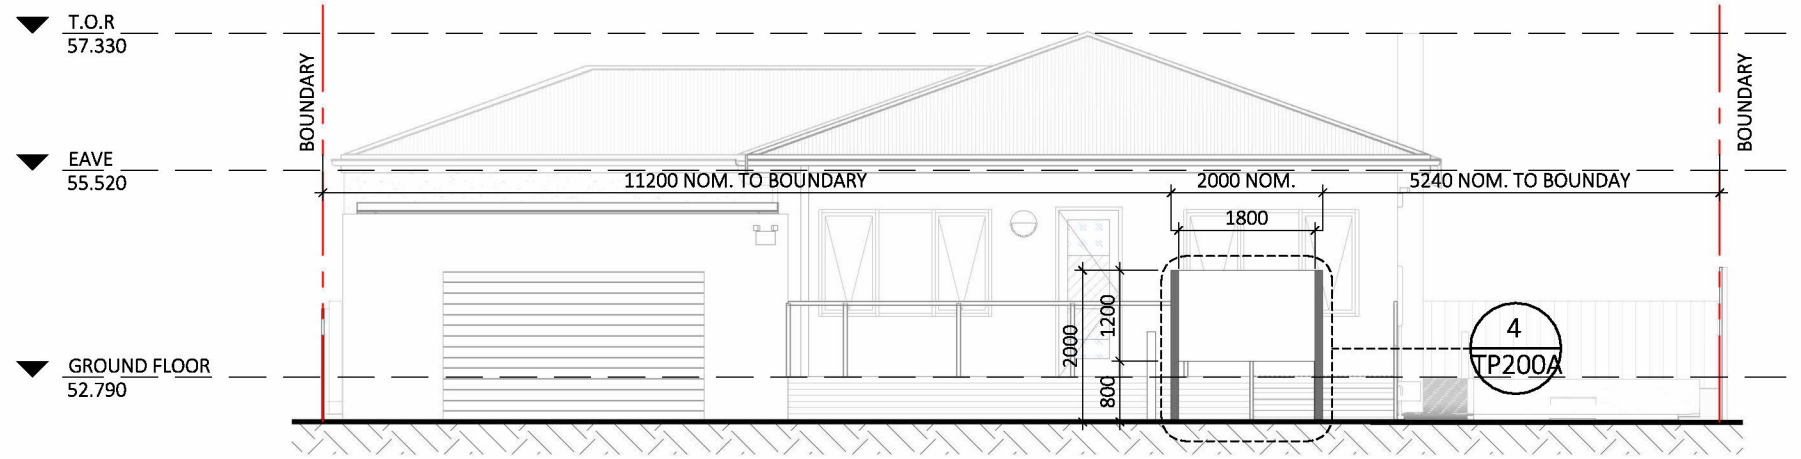 T.O.R
57.330
BOUNDARY
BOUNDARY
EAVE
55.520
11200 NOM. TO BOUNDARY
2000 NOM.
5240 NOM. TO BOUNDAY
1800
1200
2000
800
4
TP200A
GROUND FLOOR
52.790